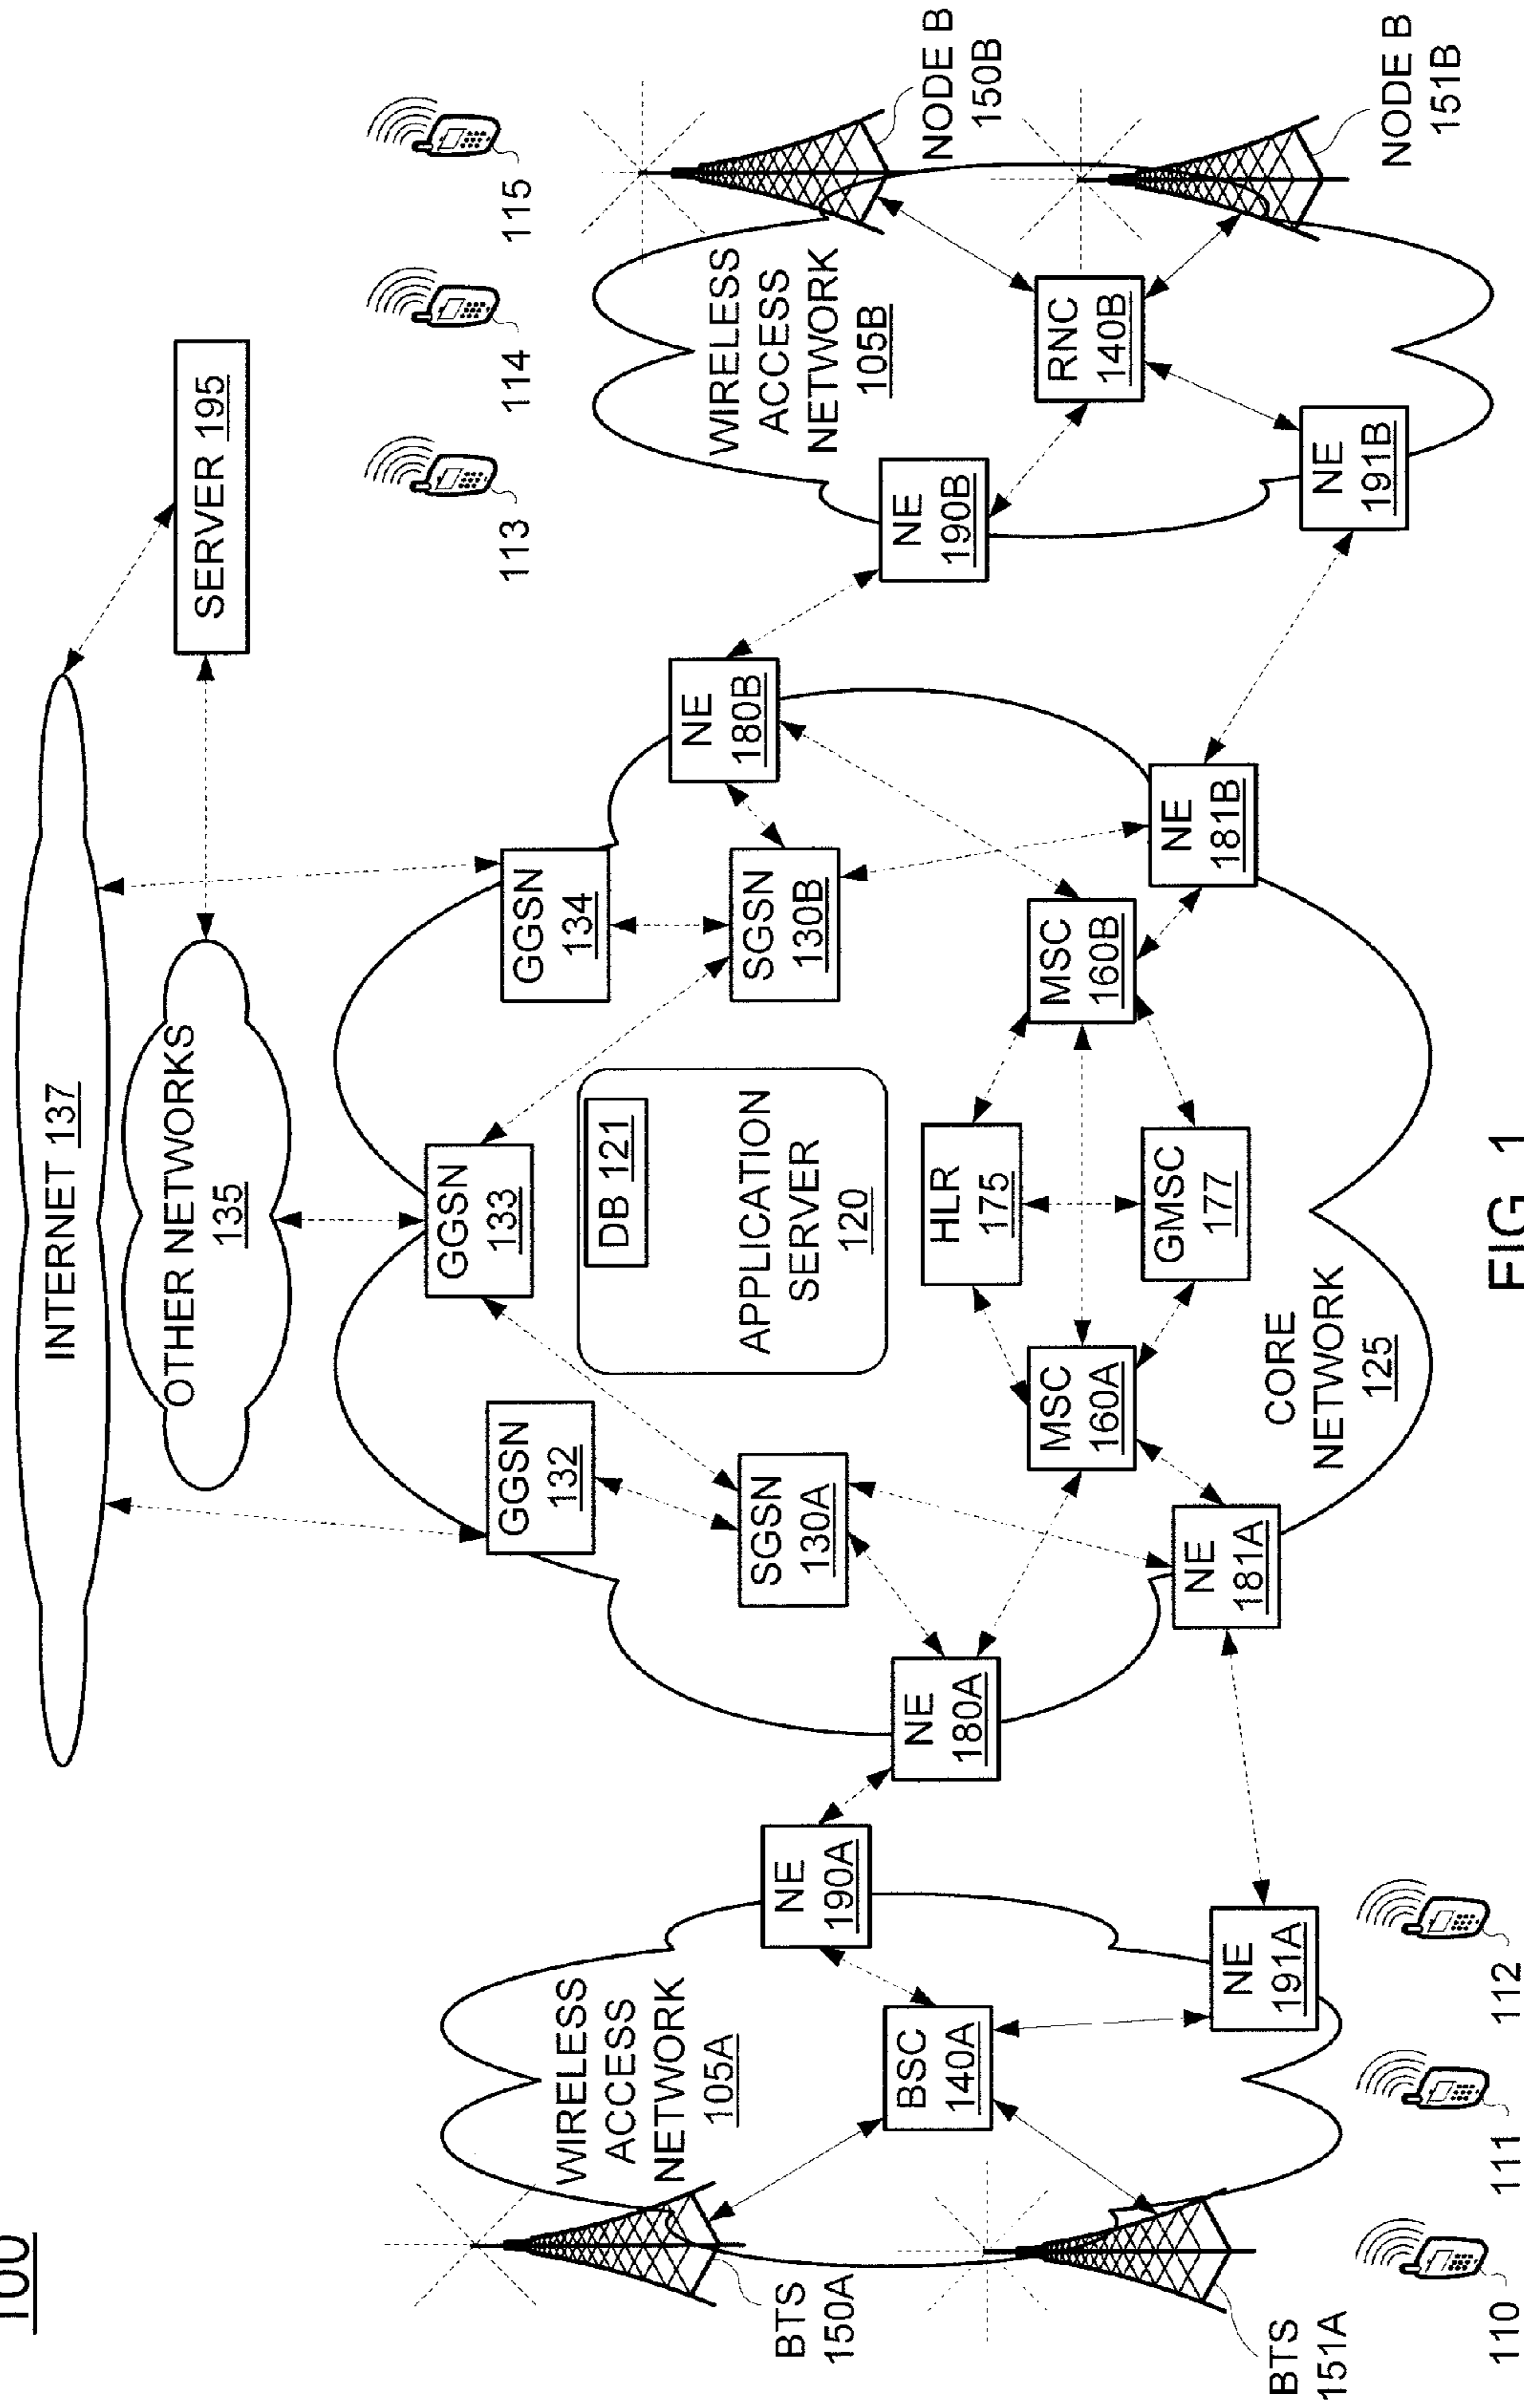 100
INTERNET 137
OTHER NETWORKS
135
SERVER 195
113
114
115
GGSN
132
GGSN
133
GGSN
134
DB 121
APPLICATION
SERVER
120
SGSN
130A
SGSN
130B
NE
180A
NE
180B
MSC
160A
HLR
175
GMSC
177
MSC
160B
NE
181A
NE
181B
CORE
NETWORK
125
WIRELESS
ACCESS
NETWORK
105A
BTS
150A
BTS
151A
BSC
140A
NE
190A
NE
191A
110
111
112
WIRELESS
ACCESS
NETWORK
105B
NE
190B
NE
191B
RNC
140B
NODE B
150B
NODE B
151B
FIG. 1